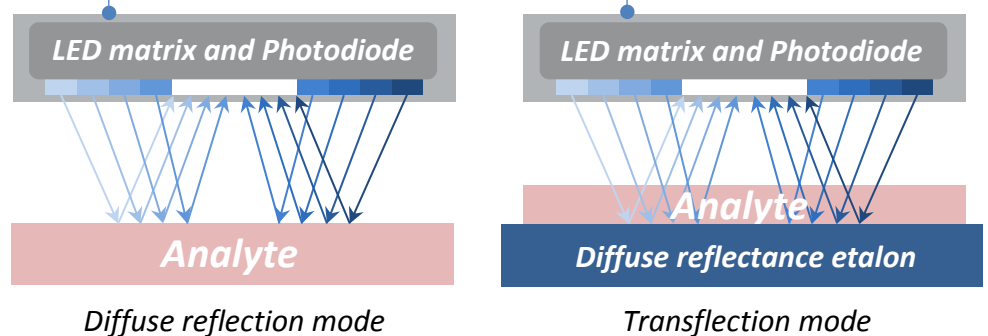 LED matrix and Photodiode
Analyte
Diffuse reflection mode
LED matrix and Photodiode
Analyte
Diffuse reflectance etalon
Transflection mode